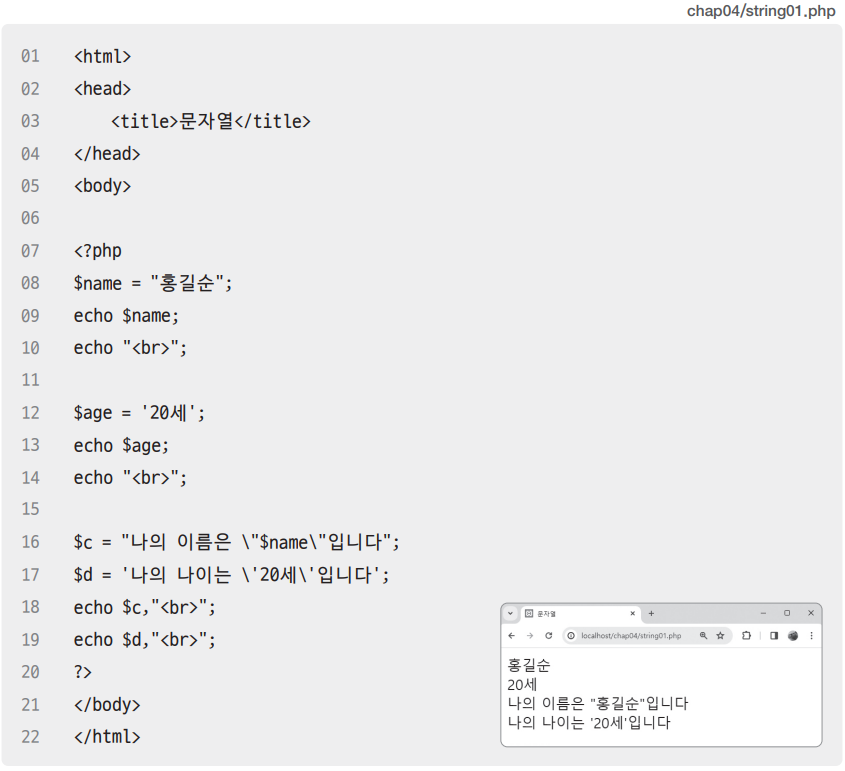 chap04/string01.php
01 <html>
02 <head>
03     <title>문자열</title>
04 </head>
05 <body>
06
07 <?php
08 $name = "홍길순";
09 echo $name;
10 echo "<br>";
11
12 $age = '20세';
13 echo $age;
14 echo "<br>";
15
16 $c = "나의 이름은 \"$name\"입니다";
17 $d = '나의 나이는 \'20세\'입니다';
18 echo $c,"<br>";
19 echo $d,"<br>";
20 ?>
21 </body>
22 </html>
문자열
localhost/chap04/string01.php
홍길순
20세
나의 이름은 "홍길순"입니다
나의 나이는 '20세'입니다